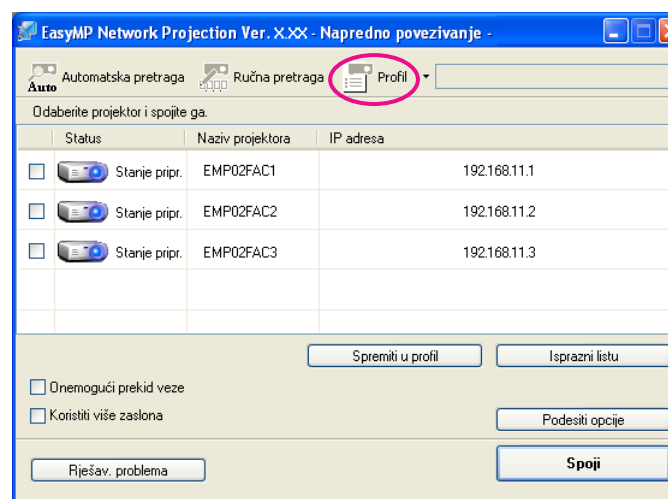 EasyMP Network Projection Ver. X.XX - Napredno povezivanje -
Auto Automatska pretraga Ručna pretraga Profil
Odaberite projektor i spojite ga.
Status Naziv projektora IP adresa
Stanje pripr. EMP02FAC1 192.168.11.1
Stanje pripr. EMP02FAC2 192.168.11.2
Stanje pripr. EMP02FAC3 192.168.11.3
Spremiti u profil Isprazni listu
Onemogući prekid veze
Koristiti više zaslona
Podesiti opcije
Rješav. problema Spoji